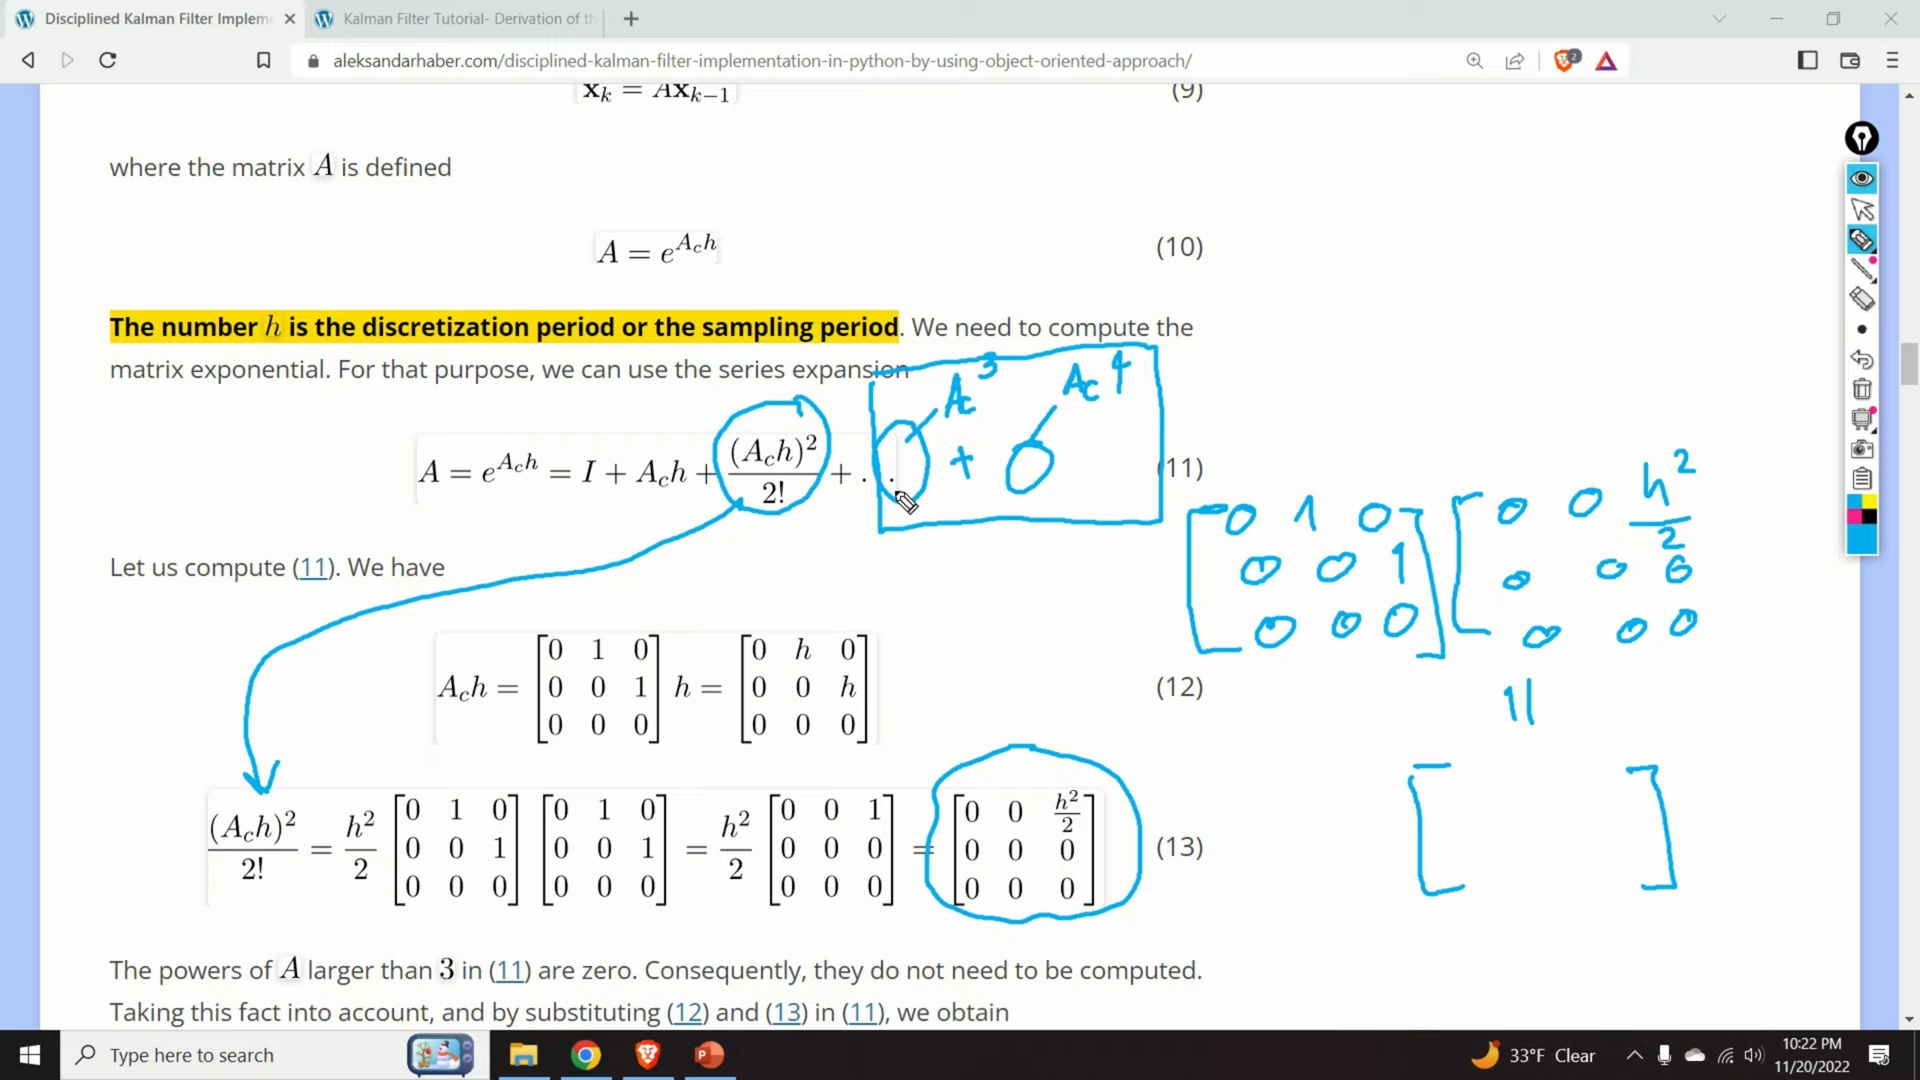 Disciplined Kalman Filter Implem
Kalman Filter Tutorial- Derivation of th
aleksandarhaber.com/disciplined-kalman-filter-implementation-in-python-by-using-object-oriented-approach/
2
x_k = Ax_{k−1} (9)
where the matrix A is defined
A = e^{A_c h} (10)
The number h is the discretization period or the sampling period. We need to compute the
matrix exponential. For that purpose, we can use the series expansion
A_c^3 A_c^4
A = e^{A_c h} = I + A_c h + (A_c h)^2 / 2! + . . + (11)
[0 1 0] [0 0 h^2/2]
[0 0 1] [0 0 0]
[0 0 0] [0 0 0]
Let us compute (11). We have
A_c h = [0 1 0; 0 0 1; 0 0 0] h = [0 h 0; 0 0 h; 0 0 0] (12)
(A_c h)^2 / 2! = h^2/2 [0 1 0; 0 0 1; 0 0 0] [0 1 0; 0 0 1; 0 0 0] = h^2/2 [0 0 1; 0 0 0; 0 0 0] = [0 0 h^2/2; 0 0 0; 0 0 0] (13)
The powers of A larger than 3 in (11) are zero. Consequently, they do not need to be computed.
Taking this fact into account, and by substituting (12) and (13) in (11), we obtain
Type here to search
33°F Clear
10:22 PM
11/20/2022